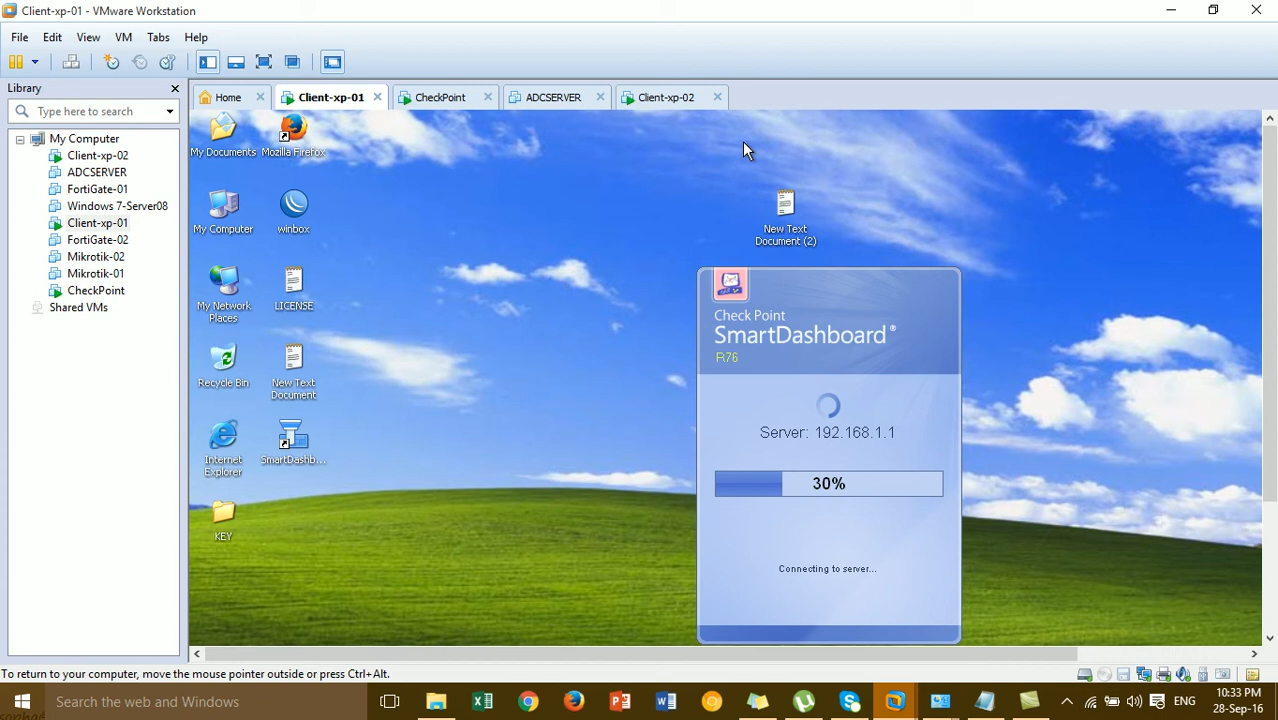 Client-xp-01 - VMware Workstation
File Edit View VM Tabs Help
Library
Type here to search
My Computer
Client-xp-02
ADCSERVER
FortiGate-01
Windows 7-Server08
Client-xp-01
FortiGate-02
Mikrotik-02
Mikrotik-01
CheckPoint
Shared VMs
Home Client-xp-01 CheckPoint ADCSERVER Client-xp-02
My Documents
Mozilla Firefox
My Computer
winbox
My Network
Places
LICENSE
Recycle Bin
New Text
Document
Internet
Explorer
SmartDashb...
KEY
New Text
Document (2)
Check Point
SmartDashboard®
R76
Server: 192.168.1.1
30%
Connecting to server...
To return to your computer, move the mouse pointer outside or press Ctrl+Alt.
Search the web and Windows
ENG
10:33 PM
28-Sep-16